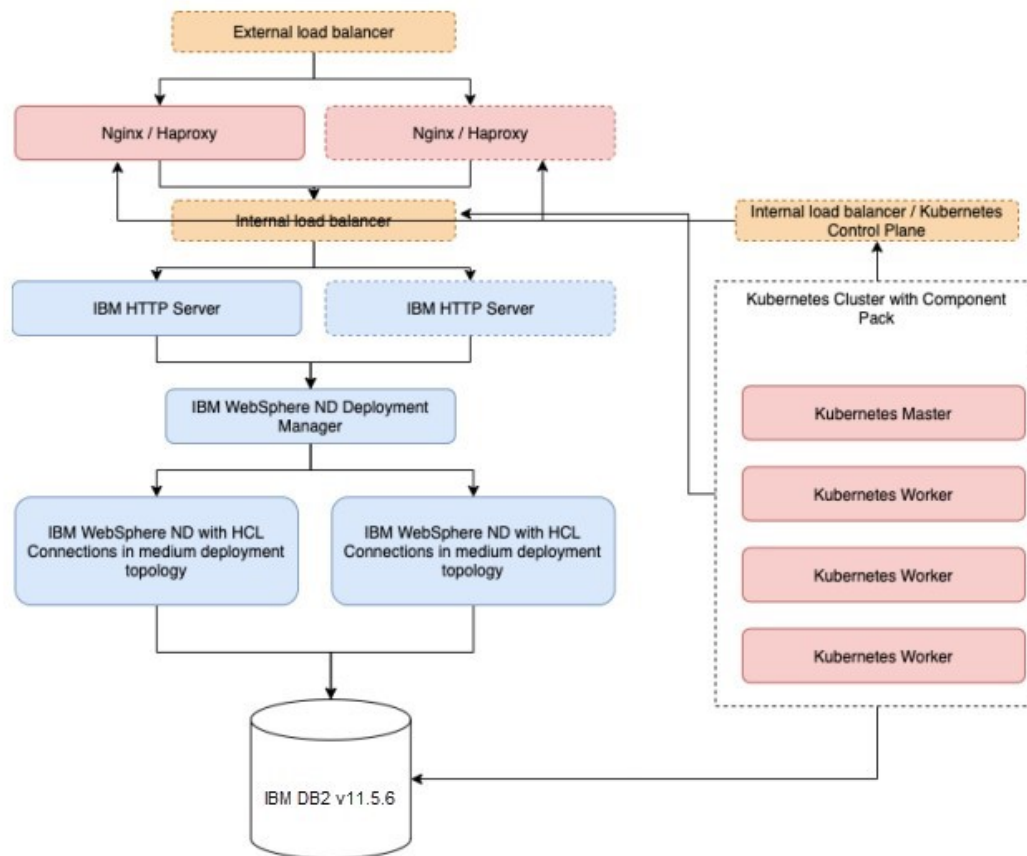 External load balancer
Nginx / Haproxy
Nginx / Haproxy
Internal load balancer
Internal load balancer / Kubernetes
Control Plane
IBM HTTP Server
IBM HTTP Server
Kubernetes Cluster with Component
Pack
IBM WebSphere ND Deployment
Manager
Kubernetes Master
Kubernetes Worker
Kubernetes Worker
Kubernetes Worker
IBM WebSphere ND with HCL
Connections in medium deployment
topology
IBM WebSphere ND with HCL
Connections in medium deployment
topology
IBM DB2 v11.5.6